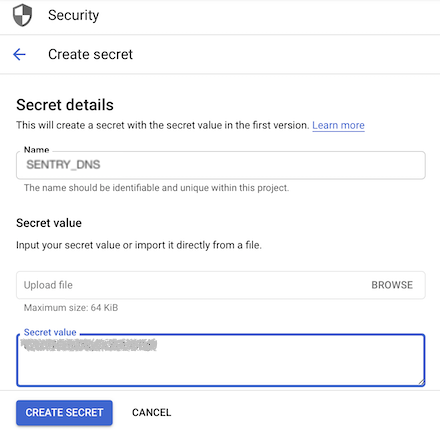 Security
Create secret
Secret details
This will create a secret with the secret value in the first version. Learn more
Name
SENTRY_DNS
The name should be identifiable and unique within this project.
Secret value
Input your secret value or import it directly from a file.
Upload file BROWSE
Maximum size: 64 KiB
Secret value
CREATE SECRET CANCEL